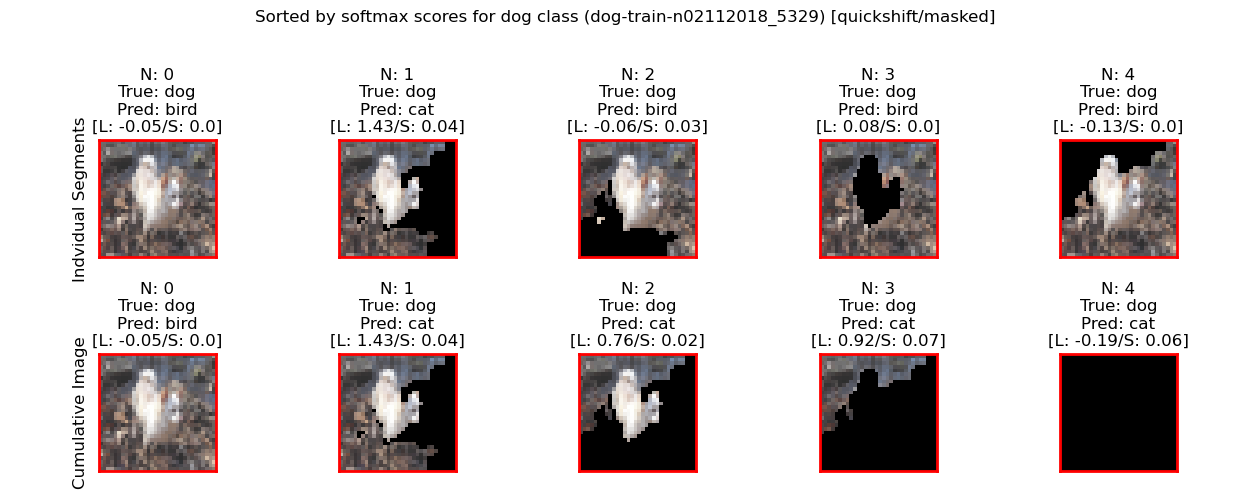 Sorted by softmax scores for dog class (dog-train-n02112018_5329) [quickshift/masked]
Indvidual Segments
N: 0
True: dog
Pred: bird
[L: -0.05/S: 0.0]
N: 1
True: dog
Pred: cat
[L: 1.43/S: 0.04]
N: 2
True: dog
Pred: bird
[L: -0.06/S: 0.03]
N: 3
True: dog
Pred: bird
[L: 0.08/S: 0.0]
N: 4
True: dog
Pred: bird
[L: -0.13/S: 0.0]
Cumulative Image
N: 0
True: dog
Pred: bird
[L: -0.05/S: 0.0]
N: 1
True: dog
Pred: cat
[L: 1.43/S: 0.04]
N: 2
True: dog
Pred: cat
[L: 0.76/S: 0.02]
N: 3
True: dog
Pred: cat
[L: 0.92/S: 0.07]
N: 4
True: dog
Pred: cat
[L: -0.19/S: 0.06]